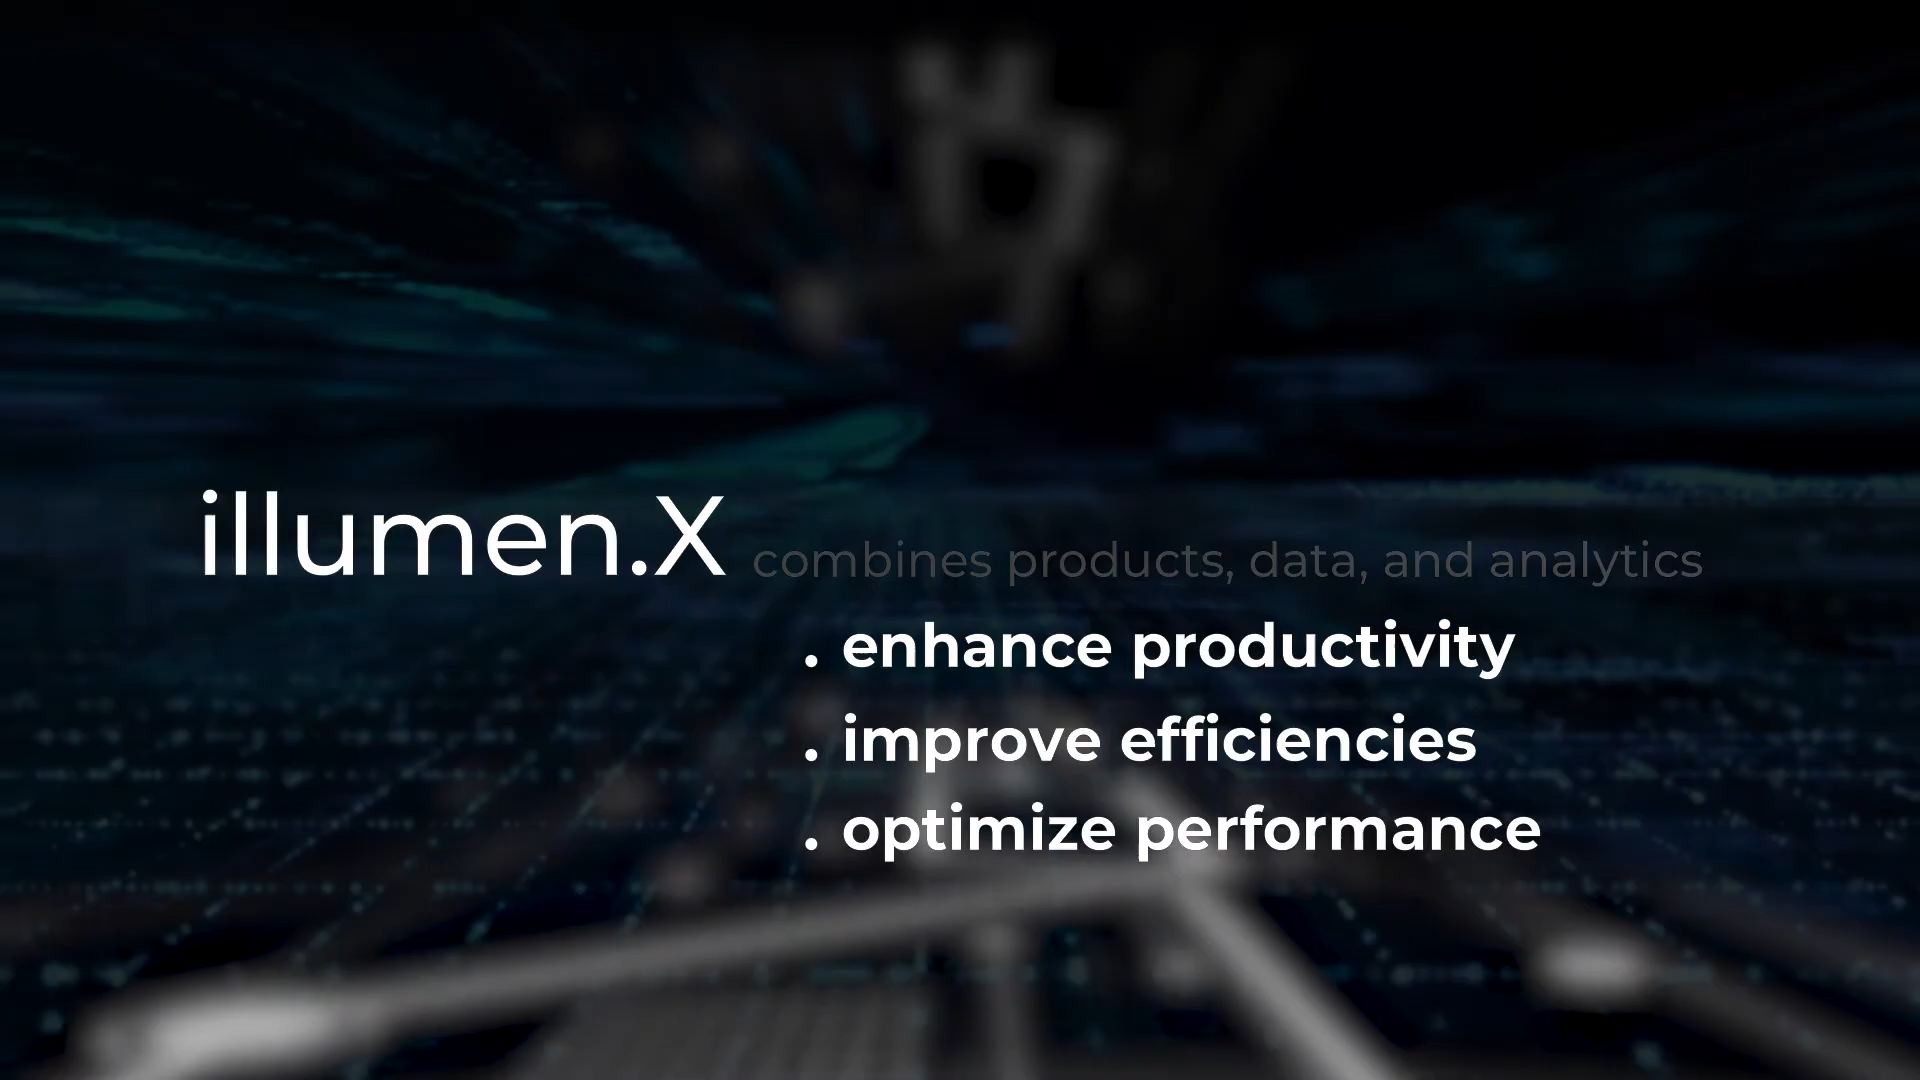 illumen.X combines products, data, and analytics
. enhance productivity
. improve efficiencies
. optimize performance